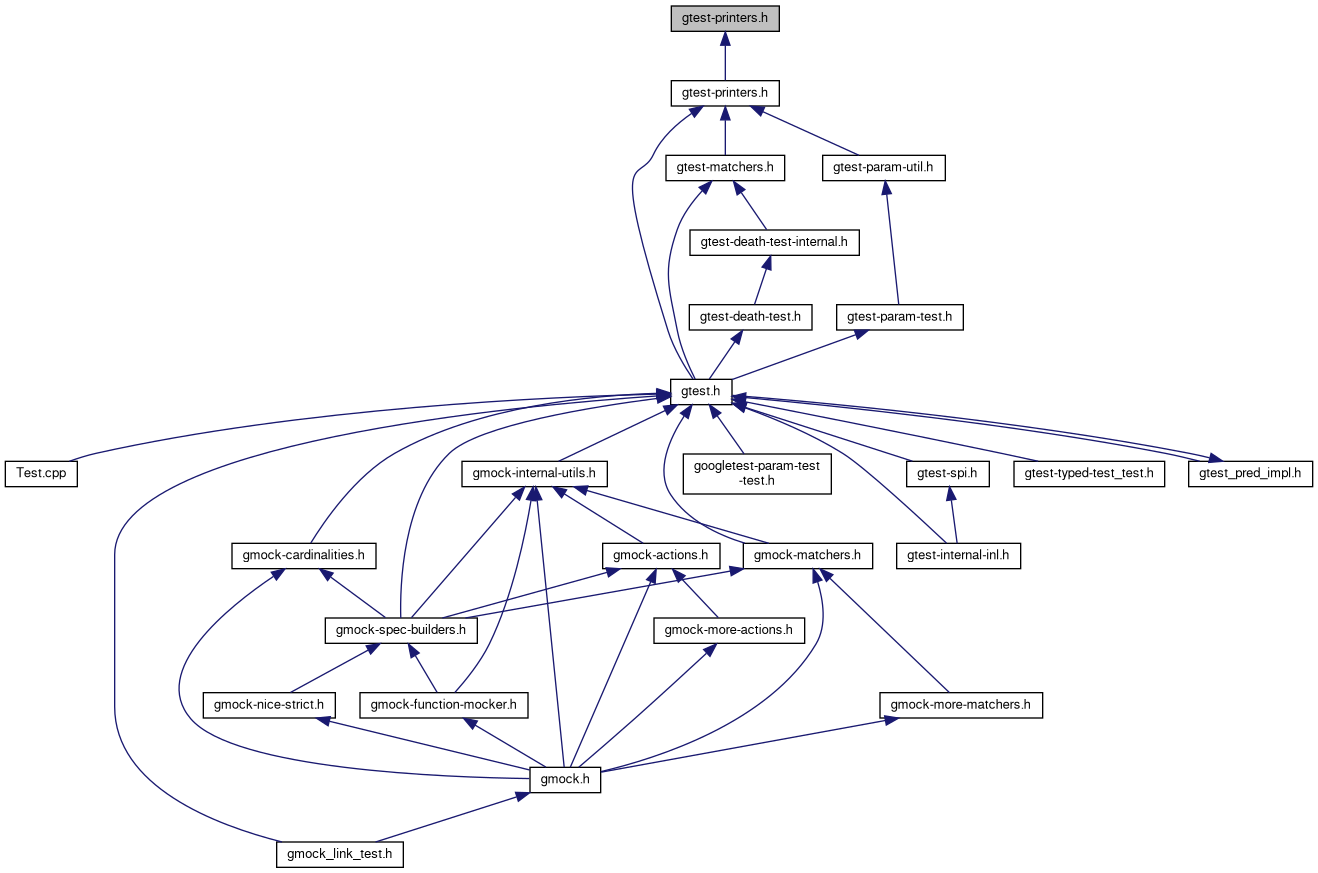 gtest-printers.h
gtest-printers.h
gtest-matchers.h
gtest-param-util.h
gtest-death-test-internal.h
gtest-death-test.h
gtest-param-test.h
gtest.h
Test.cpp
gmock-internal-utils.h
googletest-param-test
-test.h
gtest-spi.h
gtest-typed-test_test.h
gtest_pred_impl.h
gmock-cardinalities.h
gmock-actions.h
gmock-matchers.h
gtest-internal-inl.h
gmock-spec-builders.h
gmock-more-actions.h
gmock-nice-strict.h
gmock-function-mocker.h
gmock-more-matchers.h
gmock.h
gmock_link_test.h